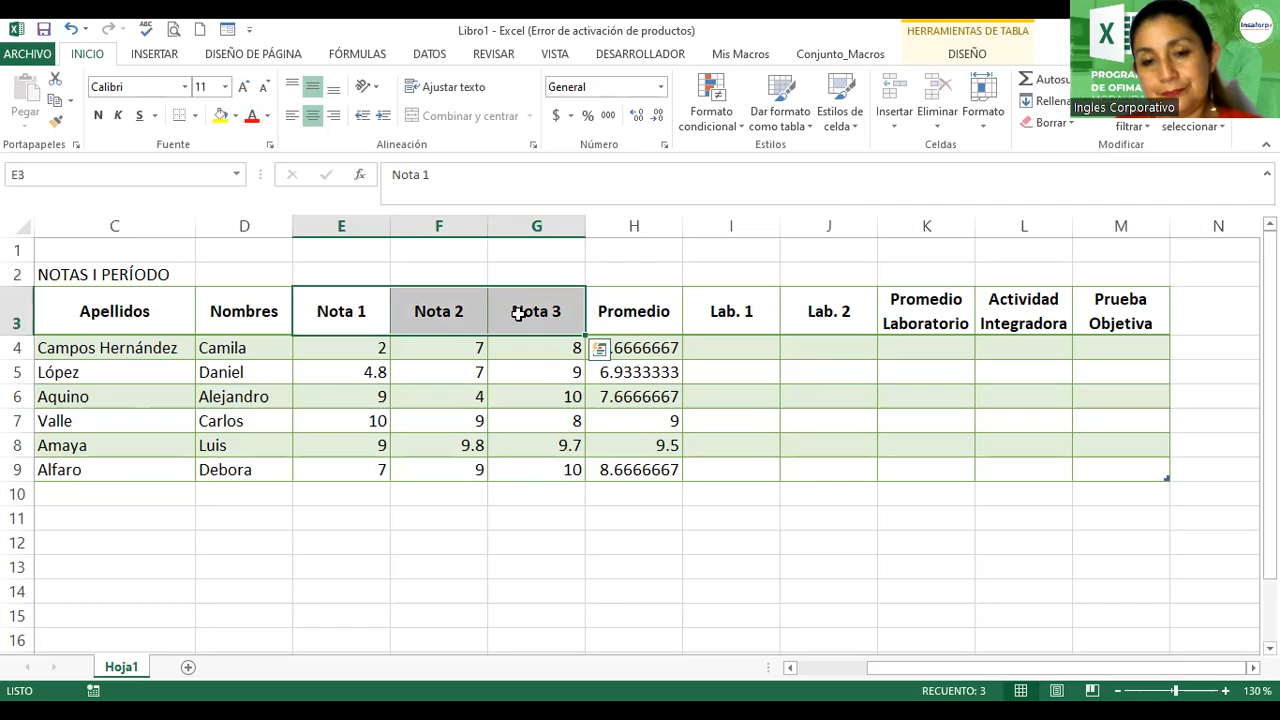 Libro1 - Excel (Error de activación de productos)
HERRAMIENTAS DE TABLA
ARCHIVO INICIO INSERTAR DISEÑO DE PÁGINA FÓRMULAS DATOS REVISAR VISTA DESARROLLADOR Mis Macros Conjunto_Macros DISEÑO
Insaforp
PROGRA
DE OFIMA
Ingles Corporativo
Pegar
Calibri 11
N K S
Ajustar texto
Combinar y centrar
General
$ % 000
Formato condicional
Dar formato como tabla
Estilos de celda
Insertar
Eliminar
Formato
Autosu
Rellena
Borrar
filtrar
seleccionar
Portapapeles Fuente Alineación Número Estilos Celdas Modificar
E3 fx Nota 1
C D E F G H I J K L M N
1
2 NOTAS I PERÍODO
3 Apellidos Nombres Nota 1 Nota 2 Nota 3 Promedio Lab. 1 Lab. 2 Promedio Laboratorio Actividad Integradora Prueba Objetiva
4 Campos Hernández Camila 2 7 8 .6666667
5 López Daniel 4.8 7 9 6.9333333
6 Aquino Alejandro 9 4 10 7.6666667
7 Valle Carlos 10 9 8 9
8 Amaya Luis 9 9.8 9.7 9.5
9 Alfaro Debora 7 9 10 8.6666667
10
11
12
13
14
15
16
Hoja1
LISTO RECUENTO: 3 130 %